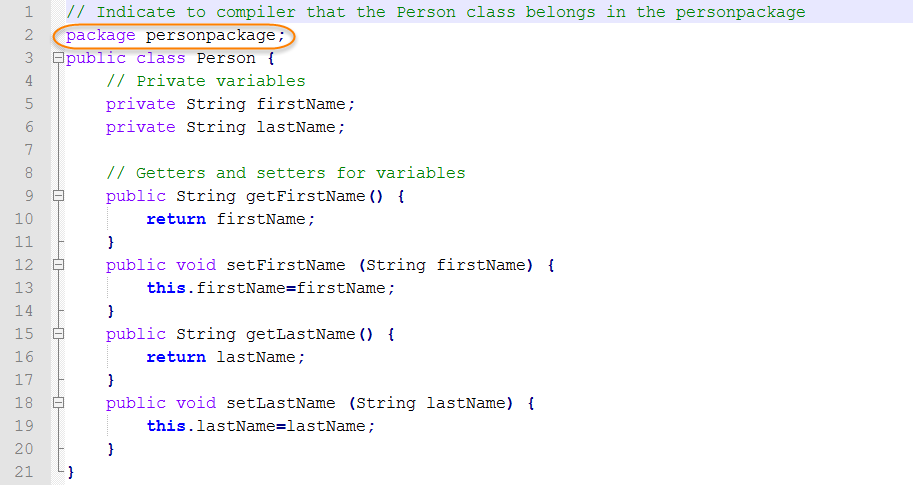 1 // Indicate to compiler that the Person class belongs in the personpackage
2 package personpackage;
3 public class Person {
4     // Private variables
5     private String firstName;
6     private String lastName;
7
8     // Getters and setters for variables
9     public String getFirstName() {
10         return firstName;
11     }
12     public void setFirstName (String firstName) {
13         this.firstName=firstName;
14     }
15     public String getLastName() {
16         return lastName;
17     }
18     public void setLastName (String lastName) {
19         this.lastName=lastName;
20     }
21 }